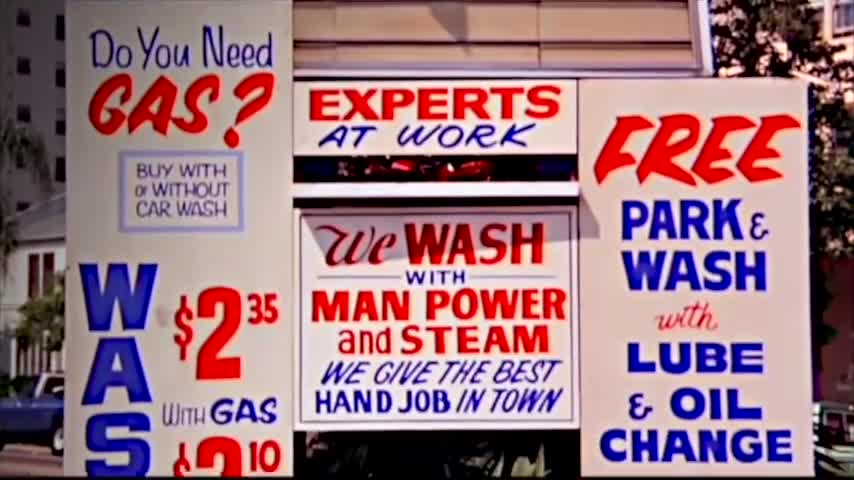 Do You Need
GAS?
BUY WITH
or WITHOUT
CAR WASH
WAS
$2 35
WITH GAS
$2 10
EXPERTS
AT WORK
We WASH
WITH
MAN POWER
and STEAM
WE GIVE THE BEST
HAND JOB IN TOWN
FREE
PARK &
WASH
with
LUBE
& OIL
CHANGE